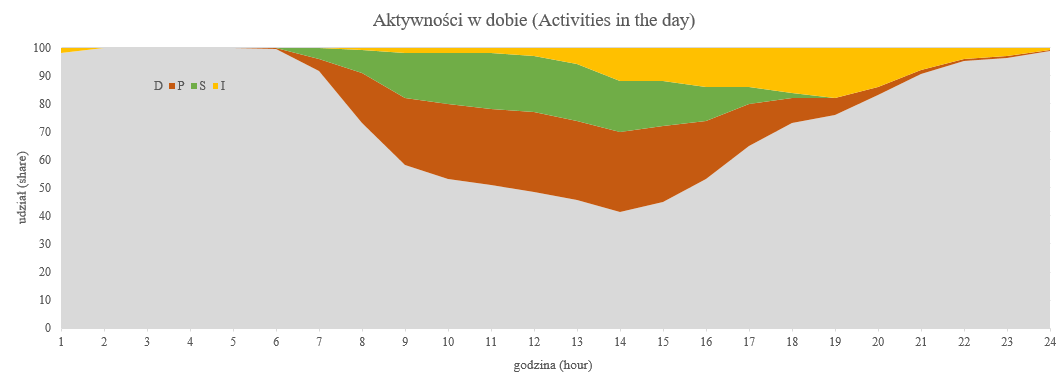 Aktywności w dobie (Activities in the day)
100
90
80
70
60
50
40
30
20
10
0
udział (share)
D P S I
1 2 3 4 5 6 7 8 9 10 11 12 13 14 15 16 17 18 19 20 21 22 23 24
godzina (hour)